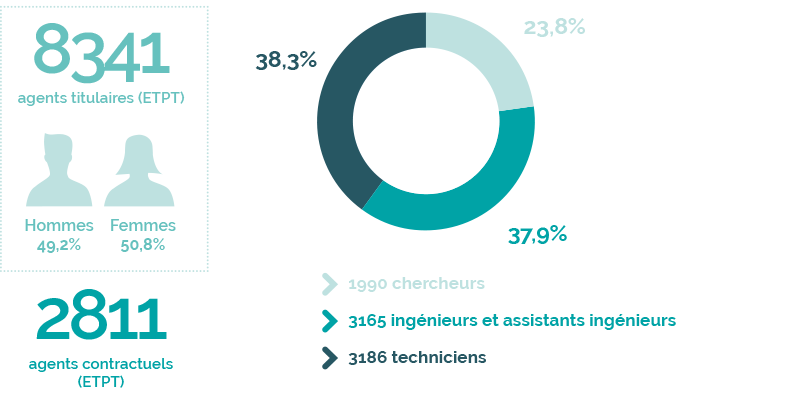 8341
agents titulaires (ETPT)
Hommes
49,2%
Femmes
50,8%
2811
agents contractuels
(ETPT)
23,8%
38,3%
37,9%
1990 chercheurs
3165 ingénieurs et assistants ingénieurs
3186 techniciens